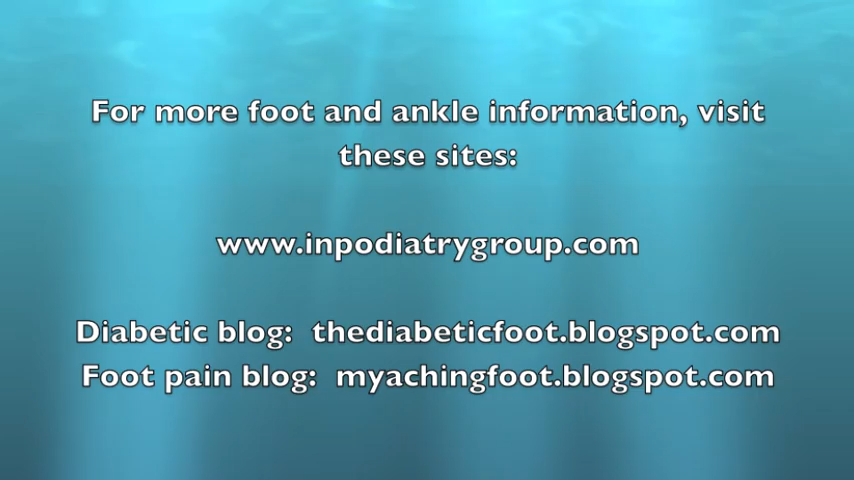 For more foot and ankle information, visit
these sites:
www.inpodiatrygroup.com
Diabetic blog: thediabeticfoot.blogspot.com
Foot pain blog: myachingfoot.blogspot.com